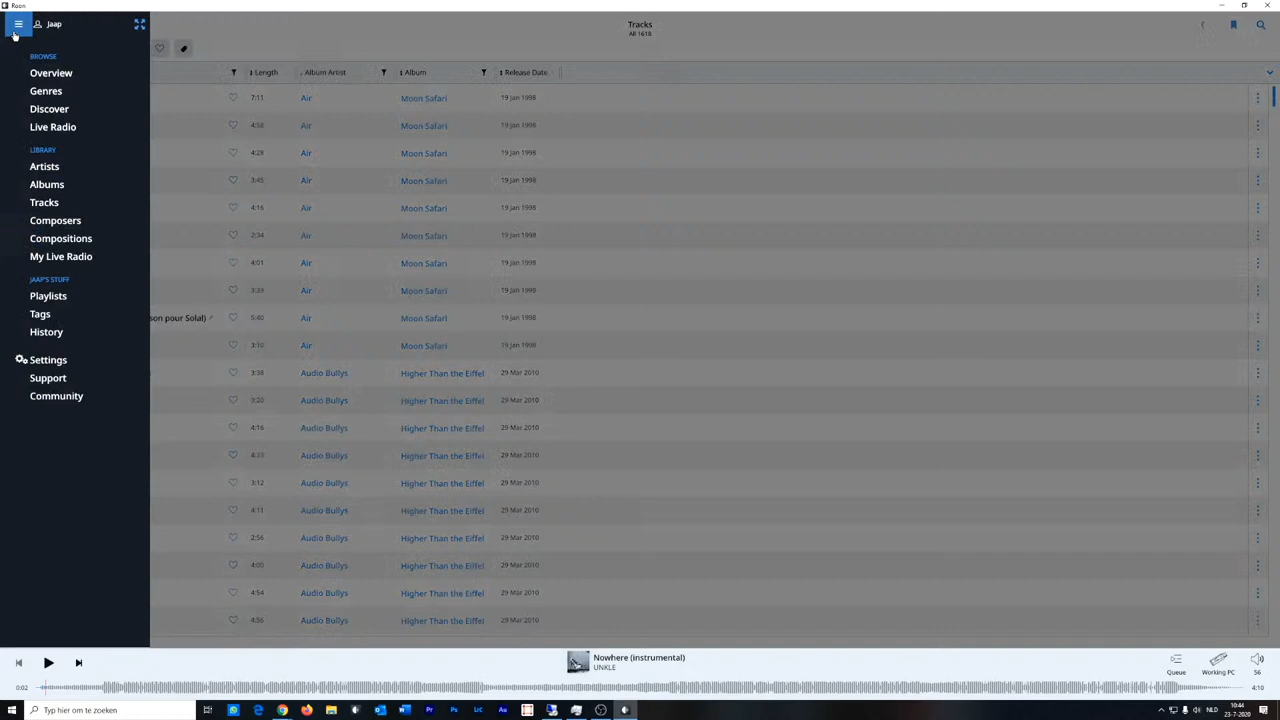 Roon
Jaap
Tracks
All 1618
BROWSE
Overview
Genres
Discover
Live Radio
LIBRARY
Artists
Albums
Tracks
Composers
Compositions
My Live Radio
JAAP'S STUFF
Playlists
Tags
History
Settings
Support
Community
Length Album Artist Album Release Date
7:11 Air Moon Safari 19 Jan 1998
4:58 Air Moon Safari 19 Jan 1998
4:28 Air Moon Safari 19 Jan 1998
3:45 Air Moon Safari 19 Jan 1998
4:16 Air Moon Safari 19 Jan 1998
2:34 Air Moon Safari 19 Jan 1998
4:01 Air Moon Safari 19 Jan 1998
3:39 Air Moon Safari 19 Jan 1998
son pour Solal) 5:40 Air Moon Safari 19 Jan 1998
3:10 Air Moon Safari 19 Jan 1998
3:38 Audio Bullys Higher Than the Eiffel 29 Mar 2010
3:20 Audio Bullys Higher Than the Eiffel 29 Mar 2010
4:16 Audio Bullys Higher Than the Eiffel 29 Mar 2010
4:33 Audio Bullys Higher Than the Eiffel 29 Mar 2010
3:12 Audio Bullys Higher Than the Eiffel 29 Mar 2010
4:11 Audio Bullys Higher Than the Eiffel 29 Mar 2010
2:56 Audio Bullys Higher Than the Eiffel 29 Mar 2010
4:00 Audio Bullys Higher Than the Eiffel 29 Mar 2010
4:54 Audio Bullys Higher Than the Eiffel 29 Mar 2010
4:56 Audio Bullys Higher Than the Eiffel 29 Mar 2010
Nowhere (instrumental)
UNKLE
Queue Working PC 56
0:02 4:10
Typ hier om te zoeken
Pr Ps LrC Au
NLD
10:44
23-7-2020